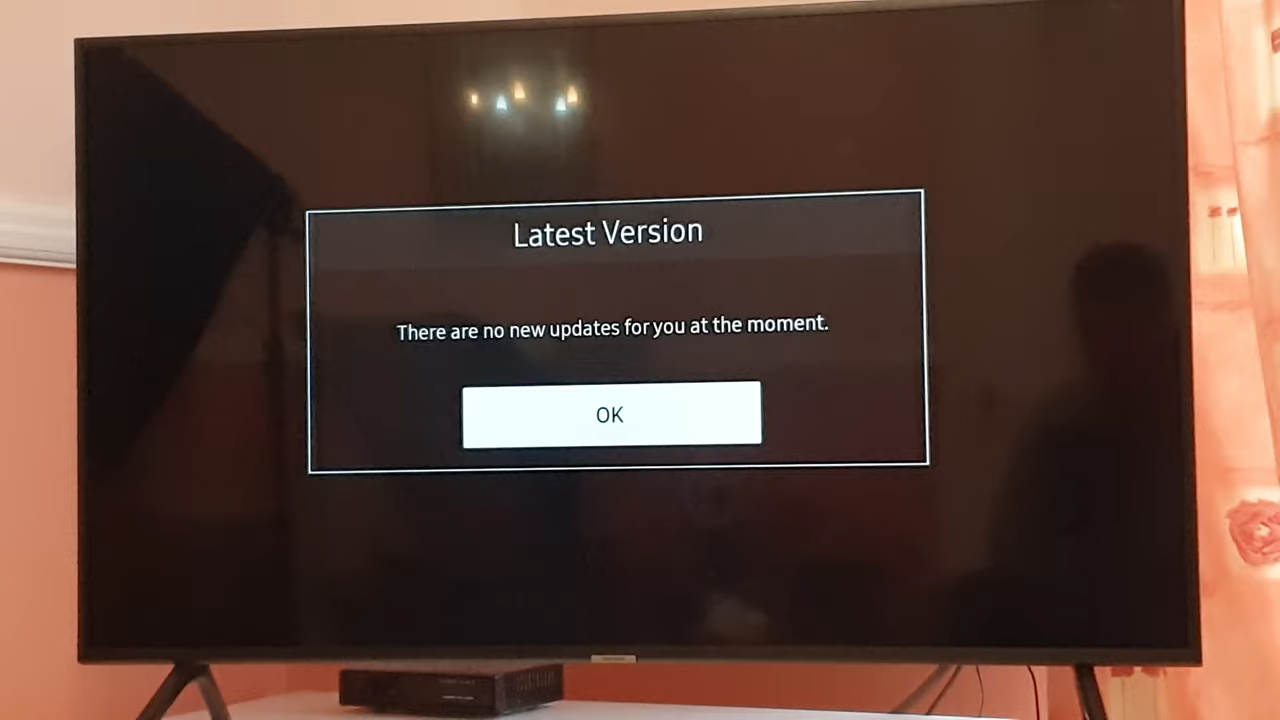 Latest Version
There are no new updates for you at the moment.
OK